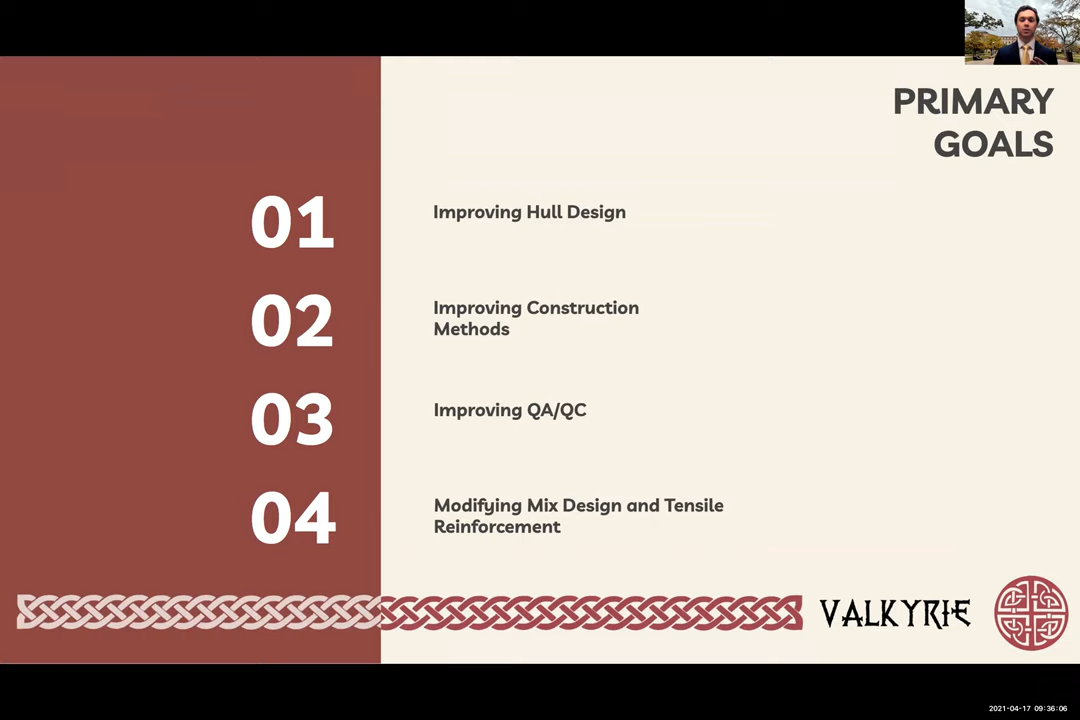 PRIMARY
GOALS
01
Improving Hull Design
02
Improving Construction
Methods
03
Improving QA/QC
04
Modifying Mix Design and Tensile
Reinforcement
VALKYRIE
2021-04-17 09:36:06